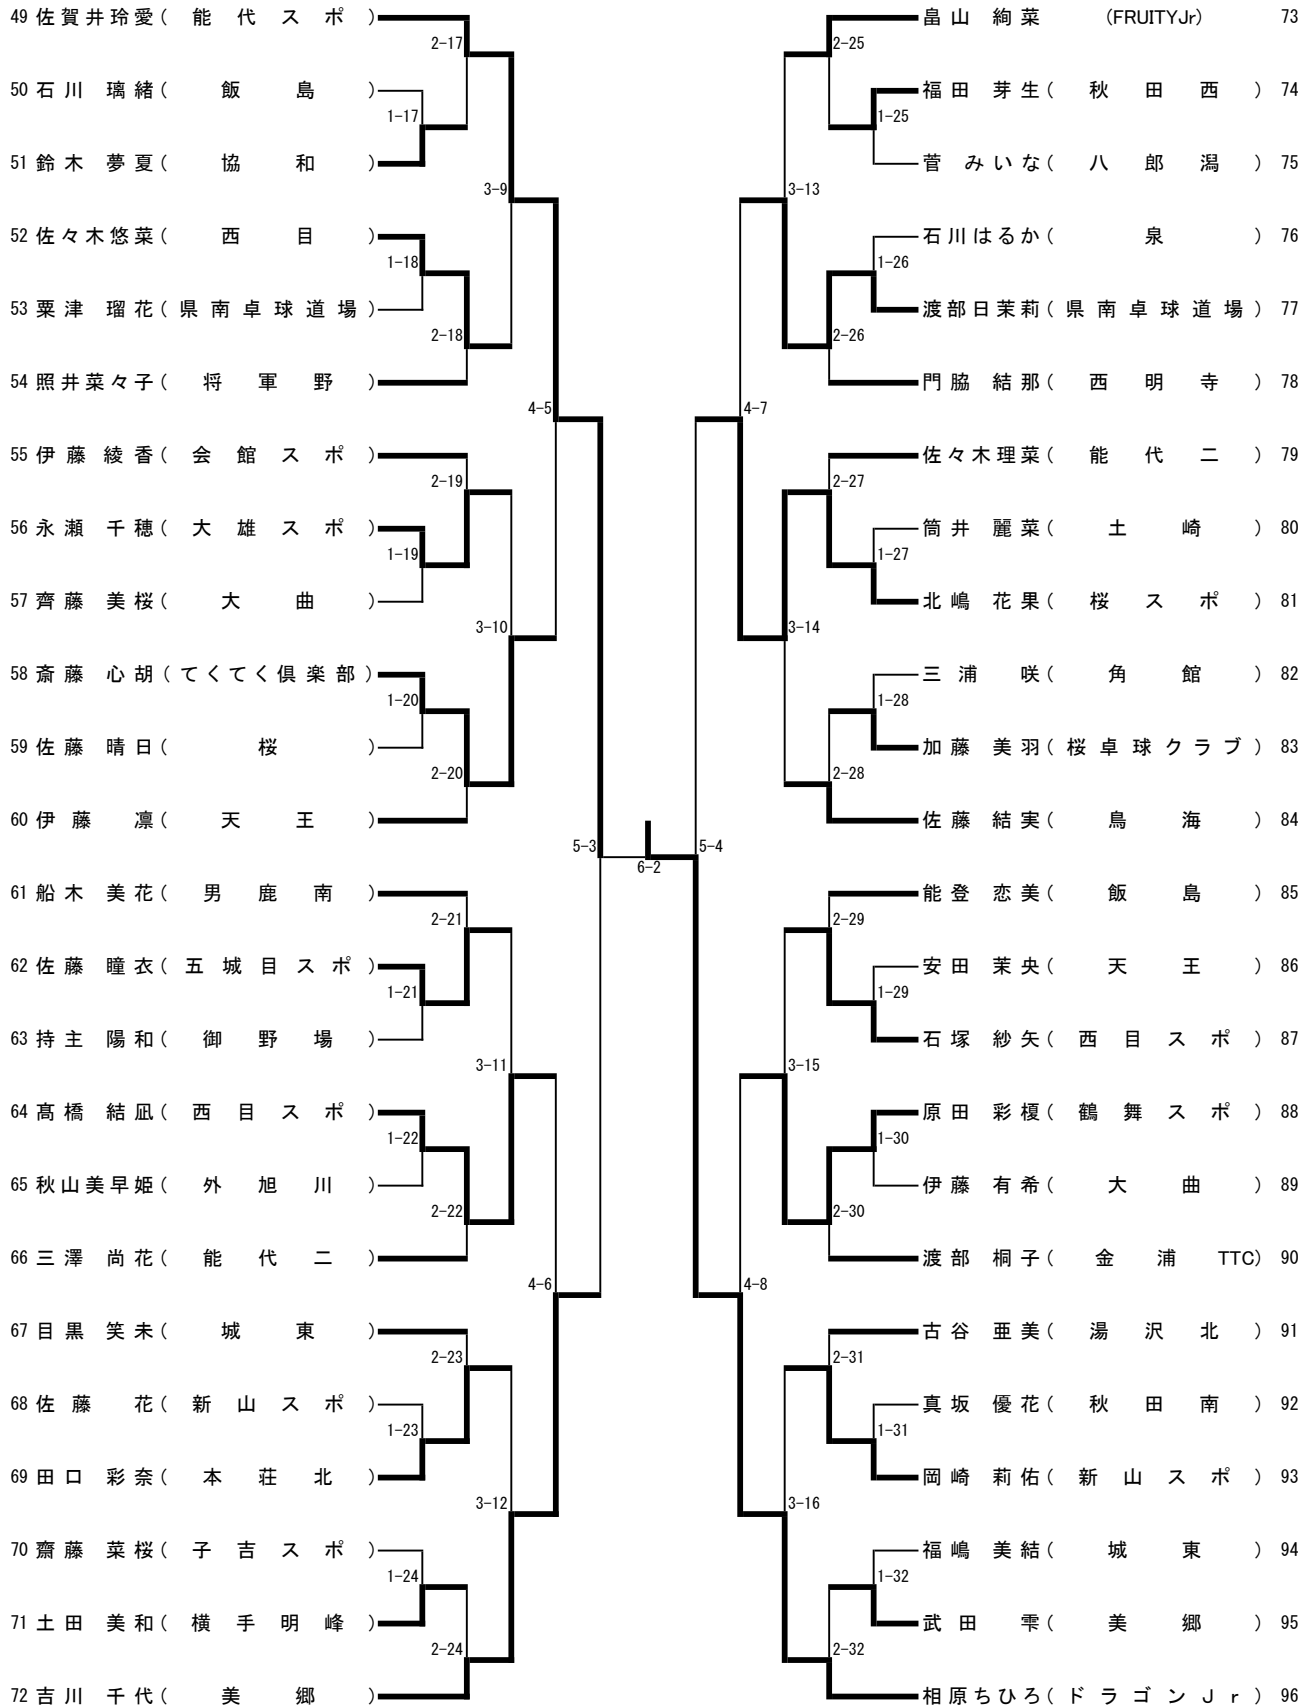 49 佐賀井玲愛 ( 能代スポ )
2-17
50 石川 璃緒 ( 飯島 )
1-17
51 鈴木 夢夏 ( 協和 )
3-9
52 佐々木悠菜 ( 西目 )
1-18
53 粟津 瑠花 ( 県南卓球道場 )
2-18
54 照井菜々子 ( 将軍野 )
4-5
55 伊藤綾香 ( 会館スポ )
2-19
56 永瀬 千穂 ( 大雄スポ )
1-19
57 齊藤 美桜 ( 大曲 )
3-10
58 斎藤 心胡 ( てくてく倶楽部 )
1-20
59 佐藤 晴日 ( 桜 )
2-20
60 伊藤 凛 ( 天王 )
5-3
61 船木 美花 ( 男鹿南 )
2-21
62 佐藤 瞳衣 ( 五城目スポ )
1-21
63 持主 陽和 ( 御野場 )
3-11
64 髙橋 結凪 ( 西目スポ )
1-22
65 秋山美早姫 ( 外旭川 )
2-22
66 三澤 尚花 ( 能代二 )
4-6
67 目黒 笑未 ( 城東 )
2-23
68 佐藤 花 ( 新山スポ )
1-23
69 田口 彩奈 ( 本荘北 )
3-12
70 齋藤 菜桜 ( 子吉スポ )
1-24
71 土田 美和 ( 横手明峰 )
2-24
72 吉川 千代 ( 美郷 )
6-2
畠山 絢菜 (FRUITYJr) 73
2-25
福田 芽生 ( 秋田西 ) 74
1-25
菅 みいな ( 八郎潟 ) 75
3-13
石川はるか ( 泉 ) 76
1-26
渡部日茉莉 ( 県南卓球道場 ) 77
2-26
門脇 結那 ( 西明寺 ) 78
4-7
佐々木理菜 ( 能代二 ) 79
2-27
筒井 麗菜 ( 土崎 ) 80
1-27
北嶋 花果 ( 桜スポ ) 81
3-14
三浦 咲 ( 角館 ) 82
1-28
加藤 美羽 ( 桜卓球クラブ ) 83
2-28
佐藤 結実 ( 鳥海 ) 84
5-4
能登 恋美 ( 飯島 ) 85
2-29
安田 茉央 ( 天王 ) 86
1-29
石塚 紗矢 ( 西目スポ ) 87
3-15
原田 彩榎 ( 鶴舞スポ ) 88
1-30
伊藤 有希 ( 大曲 ) 89
2-30
渡部 桐子 ( 金浦TTC) 90
4-8
古谷 亜美 ( 湯沢北 ) 91
2-31
真坂 優花 ( 秋田南 ) 92
1-31
岡崎 莉佑 ( 新山スポ ) 93
3-16
福嶋 美結 ( 城東 ) 94
1-32
武田 雫 ( 美郷 ) 95
2-32
相原ちひろ ( ドラゴンJr ) 96